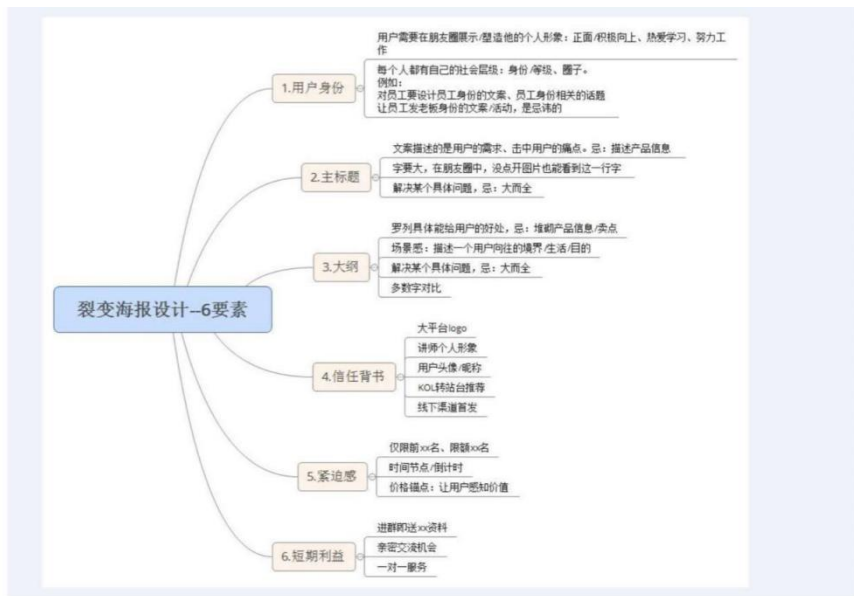 用户需要在朋友圈展示/塑造他的个人形象：正面/积极向上、热爱学习、努力工
作
每个人都有自己的社会层级：身份/等级、圈子。
例如：
对员工要设计员工身份的文案、员工身份相关的话题
让员工发老板身份的文案/活动，是忌讳的
1.用户身份
文案描述的是用户的需求、击中用户的痛点。忌：描述产品信息
字要大，在朋友圈中，没点开图片也能看到这一行字
解决某个具体问题，忌：大而全
2.主标题
罗列具体能给用户的好处，忌：堆砌产品信息/卖点
场景感：描述一个用户向往的境界/生活/目的
解决某个具体问题，忌：大而全
多数字对比
3.大纲
裂变海报设计--6要素
大平台logo
讲师个人形象
用户头像/昵称
KOL转站台推荐
线下渠道首发
4.信任背书
仅限前xx名、限额xx名
时间节点/倒计时
价格锚点：让用户感知价值
5.紧迫感
进群即送xx资料
亲密交流机会
一对一服务
6.短期利益